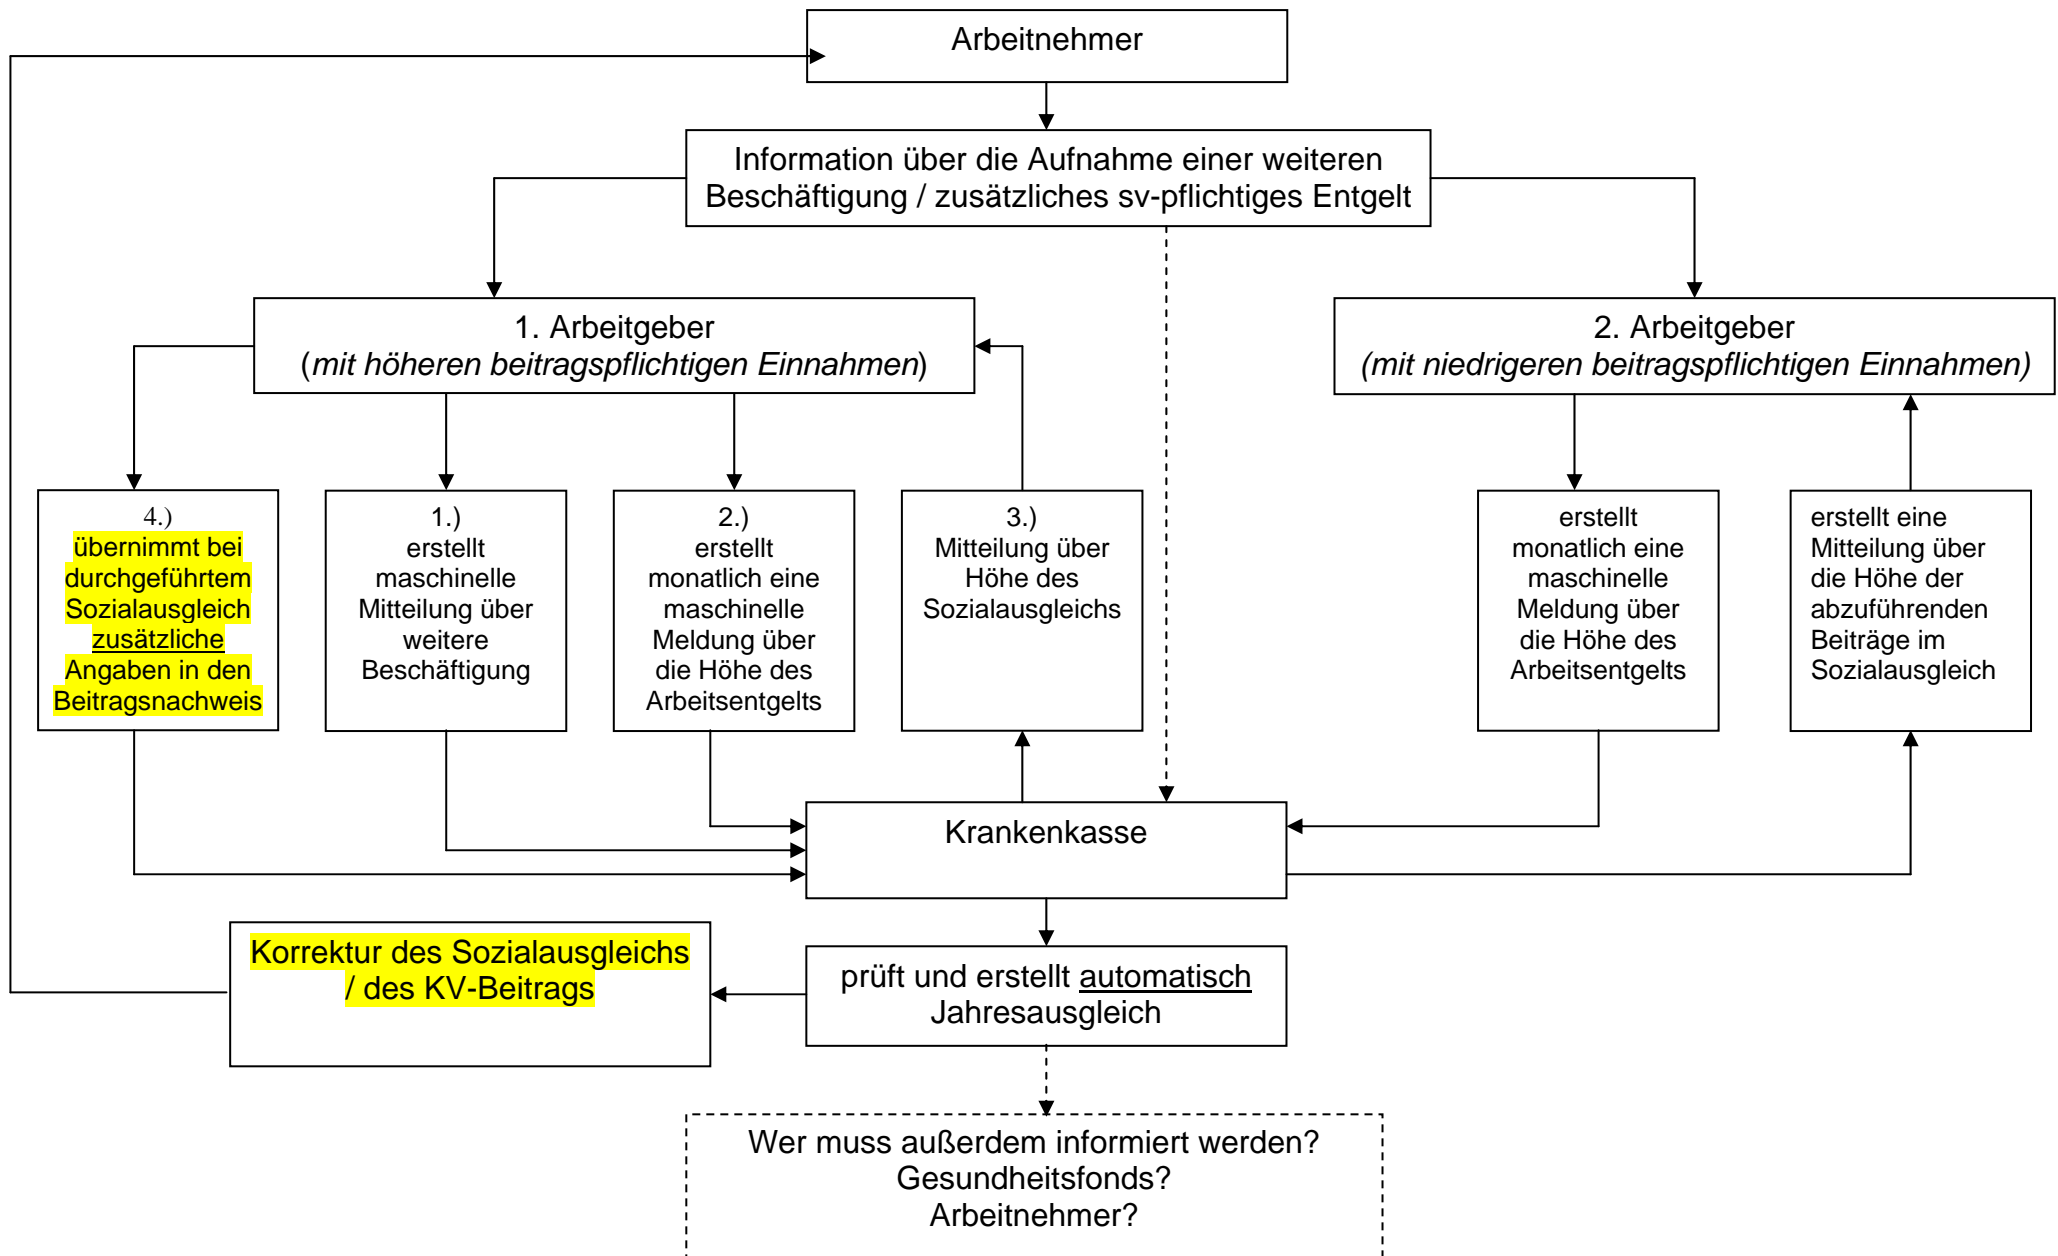 Arbeitnehmer
Information über die Aufnahme einer weiteren
Beschäftigung / zusätzliches sv-pflichtiges Entgelt
1. Arbeitgeber
(mit höheren beitragspflichtigen Einnahmen)
2. Arbeitgeber
(mit niedrigeren beitragspflichtigen Einnahmen)
4.)
übernimmt bei
durchgeführtem
Sozialausgleich
zusätzliche
Angaben in den
Beitragsnachweis
1.)
erstellt
maschinelle
Mitteilung über
weitere
Beschäftigung
2.)
erstellt
monatlich eine
maschinelle
Meldung über
die Höhe des
Arbeitsentgelts
3.)
Mitteilung über
Höhe des
Sozialausgleichs
erstellt
monatlich eine
maschinelle
Meldung über
die Höhe des
Arbeitsentgelts
erstellt eine
Mitteilung über
die Höhe der
abzuführenden
Beiträge im
Sozialausgleich
Krankenkasse
Korrektur des Sozialausgleichs
/ des KV-Beitrags
prüft und erstellt automatisch
Jahresausgleich
Wer muss außerdem informiert werden?
Gesundheitsfonds?
Arbeitnehmer?